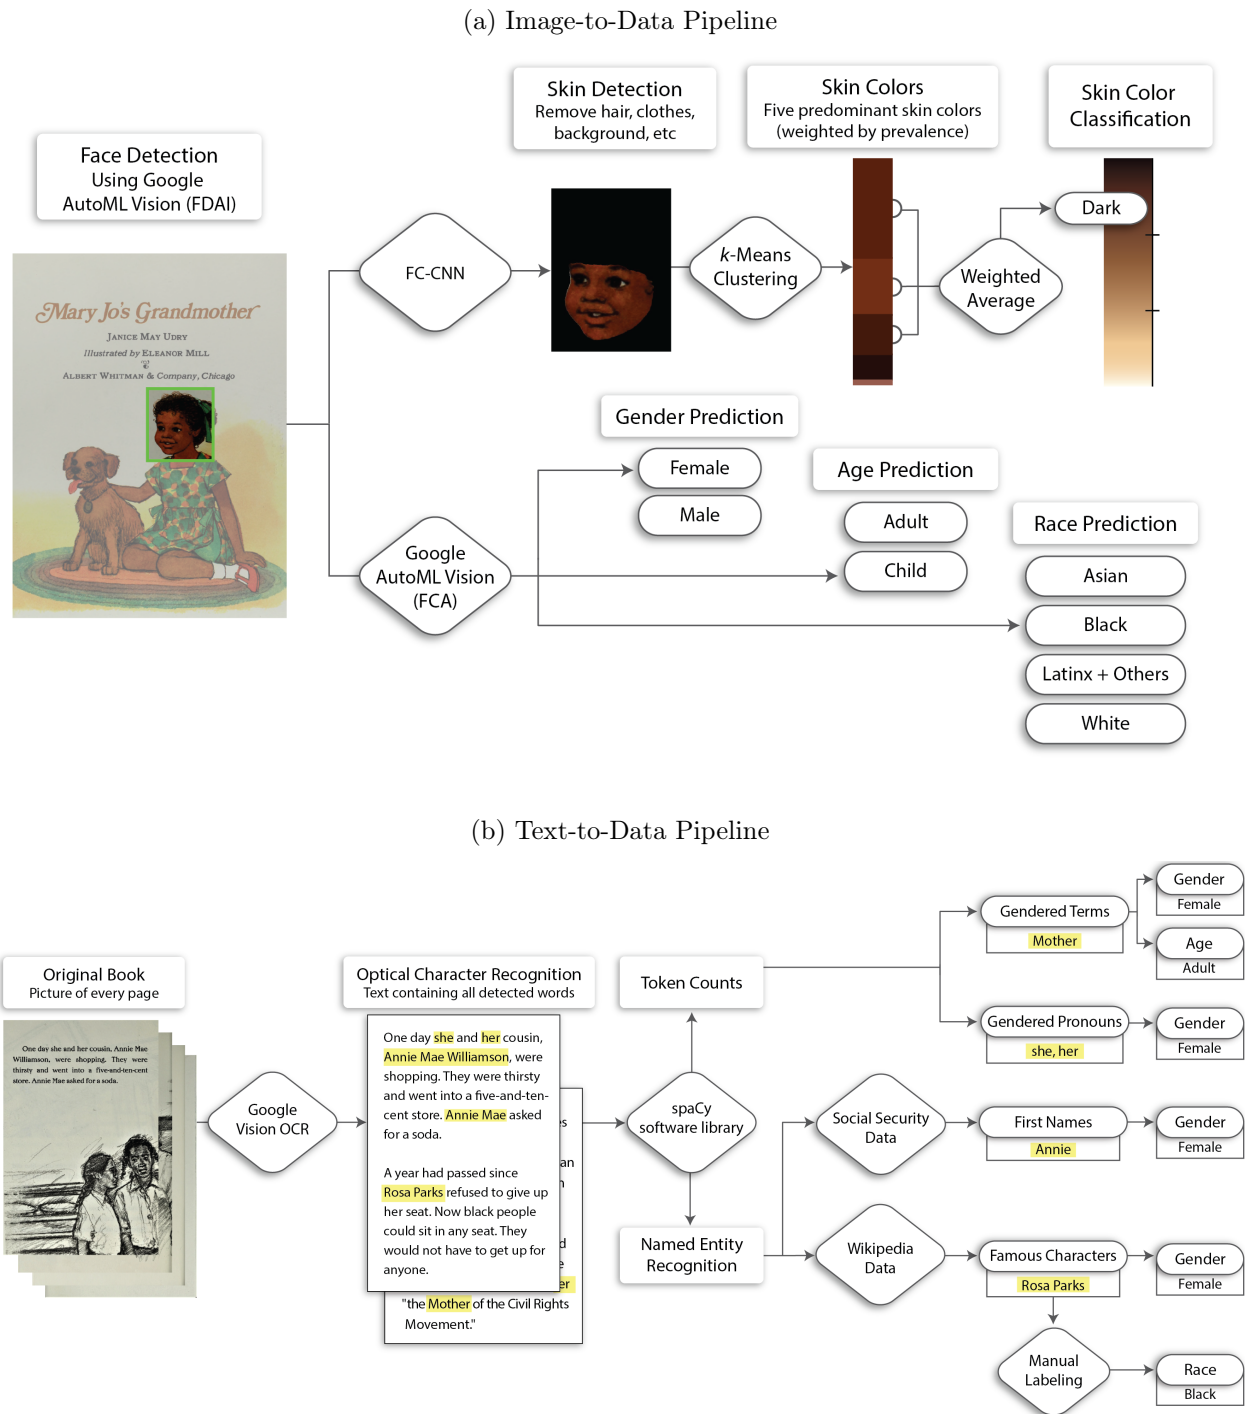 (a) Image-to-Data Pipeline
Face Detection
Using Google
AutoML Vision (FDAI)
Skin Detection
Remove hair, clothes,
background, etc
Skin Colors
Five predominant skin colors
(weighted by prevalence)
Skin Color
Classification
Mary Jo's Grandmother
JANICE MAY UDRY
Illustrated by ELEANOR MILL
ALBERT WHITMAN & Company, Chicago
FC-CNN
k-Means
Clustering
Weighted
Average
Dark
Google
AutoML Vision
(FCA)
Gender Prediction
Female
Male
Age Prediction
Adult
Child
Race Prediction
Asian
Black
Latinx + Others
White
(b) Text-to-Data Pipeline
Original Book
Picture of every page
One day she and her cousin, Annie Mae
Williamson, were shopping. They were
thirsty and went into a five-and-ten-cent
store. Annie Mae asked for a soda.
Google
Vision OCR
Optical Character Recognition
Text containing all detected words
One day she and her cousin,
Annie Mae Williamson, were
shopping. They were thirsty
and went into a five-and-ten-
cent store. Annie Mae asked
for a soda.
A year had passed since
Rosa Parks refused to give up
her seat. Now black people
could sit in any seat. They
would not have to get up for
anyone.
es
an
n
d
e
er
"the Mother of the Civil Rights
Movement."
spaCy
software library
Token Counts
Named Entity
Recognition
Gendered Terms
Mother
Gender
Female
Age
Adult
Gendered Pronouns
she, her
Gender
Female
Social Security
Data
First Names
Annie
Gender
Female
Wikipedia
Data
Famous Characters
Rosa Parks
Gender
Female
Manual
Labeling
Race
Black